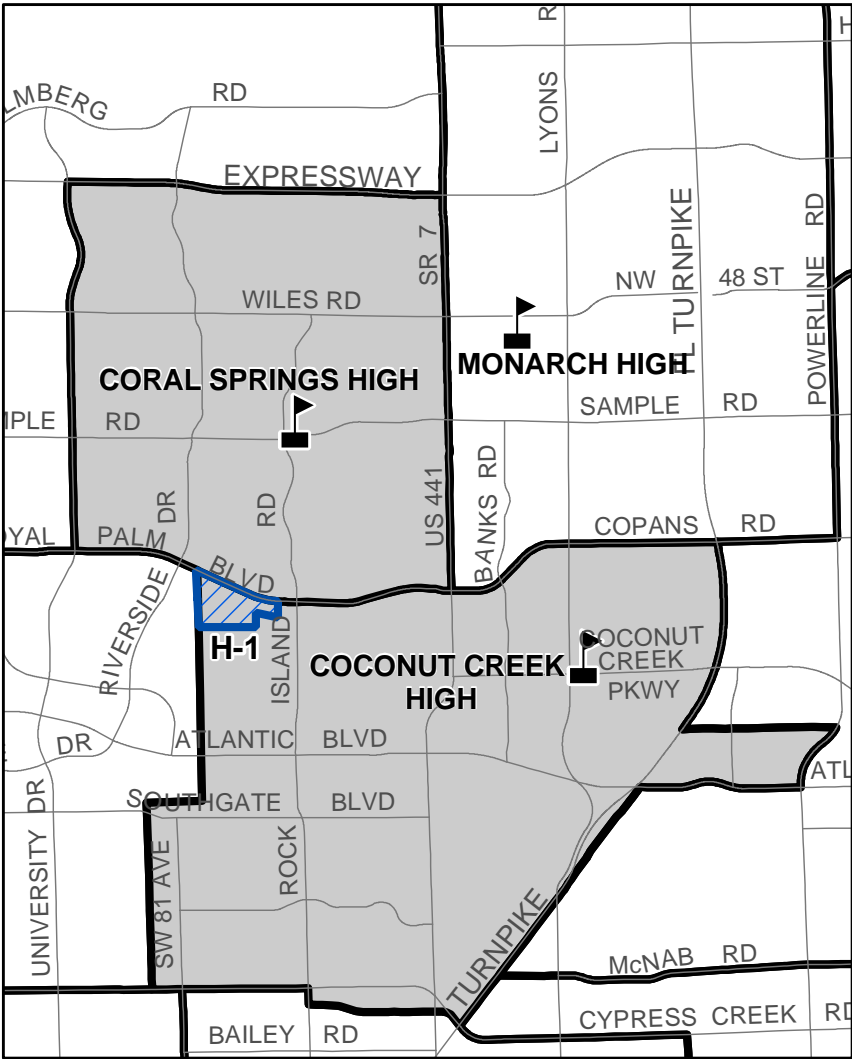 R
H
LMBERG
RD
LYONS
EXPRESSWAY
SR 7
FL TURNPIKE
POWERLINE RD
NW 48 ST
WILES RD
MONARCH HIGH
CORAL SPRINGS HIGH
MPLE RD
SAMPLE RD
DR
RD
US 441
BANKS RD
COPANS RD
OYAL PALM
BLVD
RIVERSIDE
H-1
ISLAND
COCONUT CREEK
HIGH
COCONUT
CREEK
PKWY
E DR
ATLANTIC BLVD
ATL
SOUTHGATE BLVD
UNIVERSITY DR
SW 81 AVE
ROCK
TURNPIKE
McNAB RD
BAILEY RD
CYPRESS CREEK RD